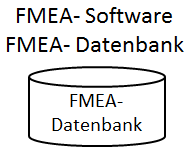 FMEA- Software
FMEA- Datenbank
FMEA-
Datenbank